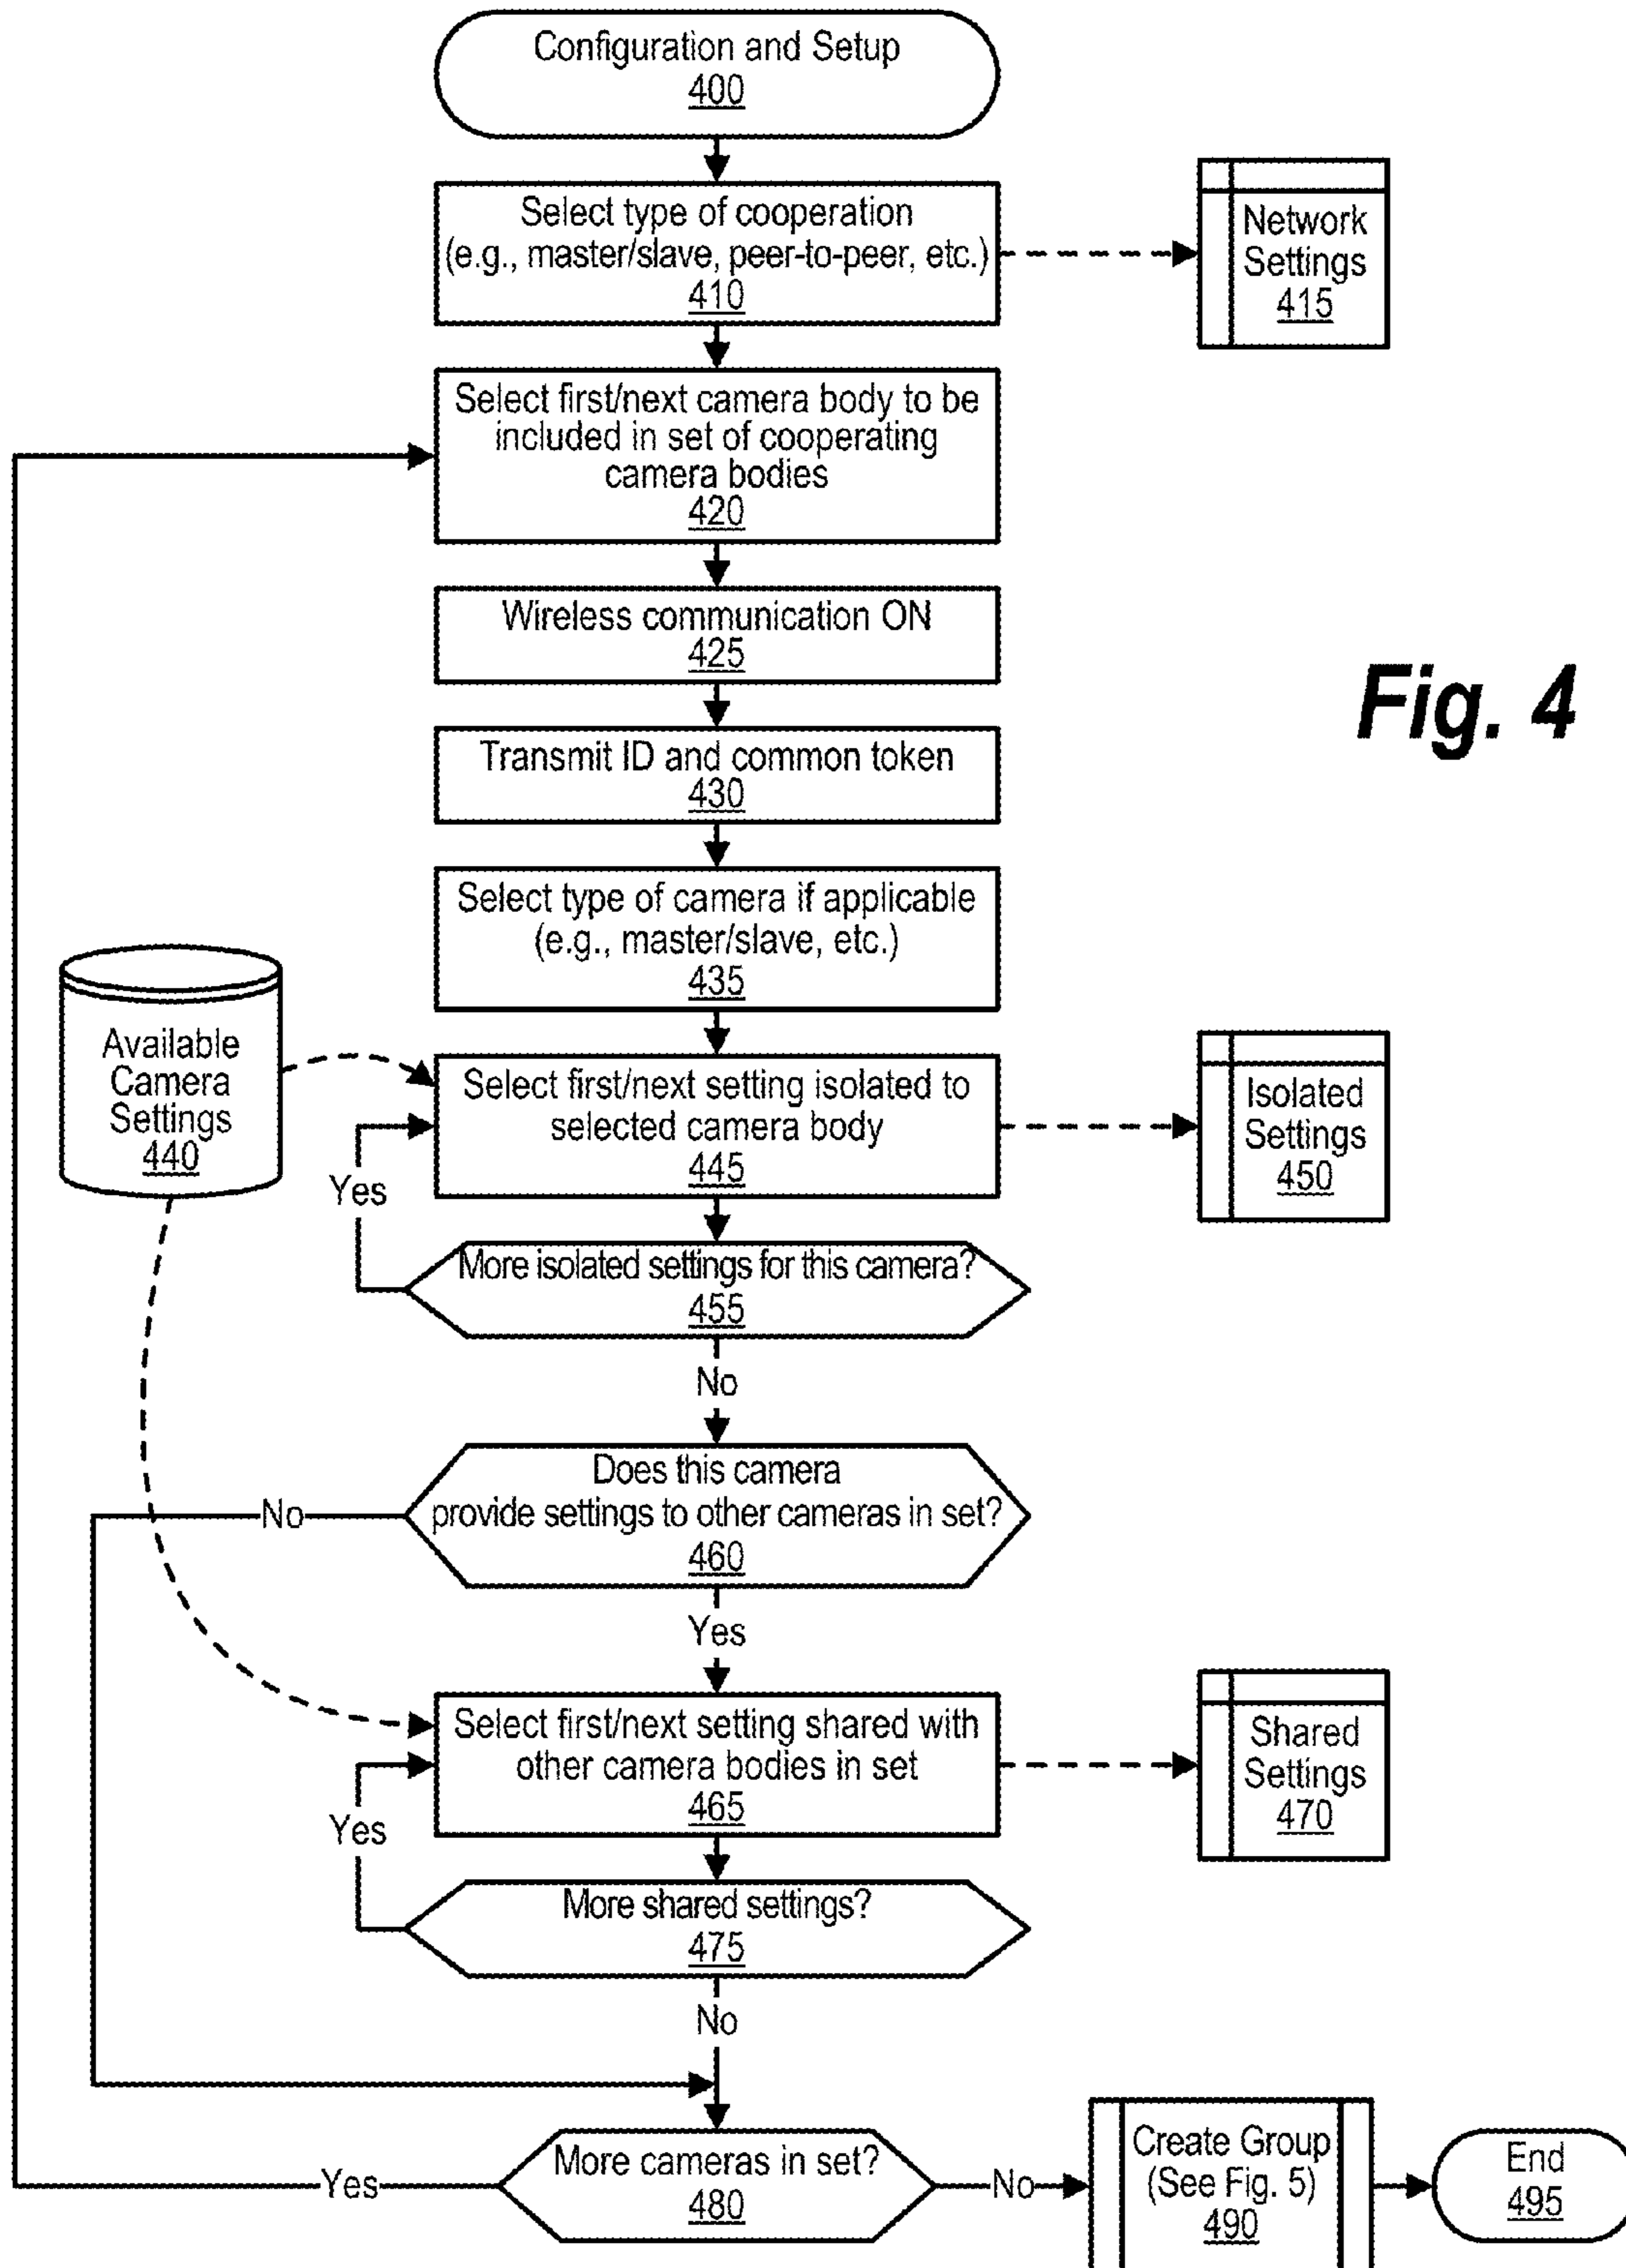 Configuration and Setup
400
Select type of cooperation
(e.g., master/slave, peer-to-peer, etc.)
410
Network
Settings
415
Select first/next camera body to be
included in set of cooperating
camera bodies
420
Wireless communication ON
425
Fig. 4
Transmit ID and common token
430
Select type of camera if applicable
(e.g., master/slave, etc.)
435
Available
Camera
Settings
440
Select first/next setting isolated to
selected camera body
445
Isolated
Settings
450
Yes
More isolated settings for this camera?
455
No
Does this camera
provide settings to other cameras in set?
460
No
Yes
Select first/next setting shared with
other camera bodies in set
465
Shared
Settings
470
Yes
More shared settings?
475
No
More cameras in set?
480
Yes
No
Create Group
(See Fig. 5)
490
End
495